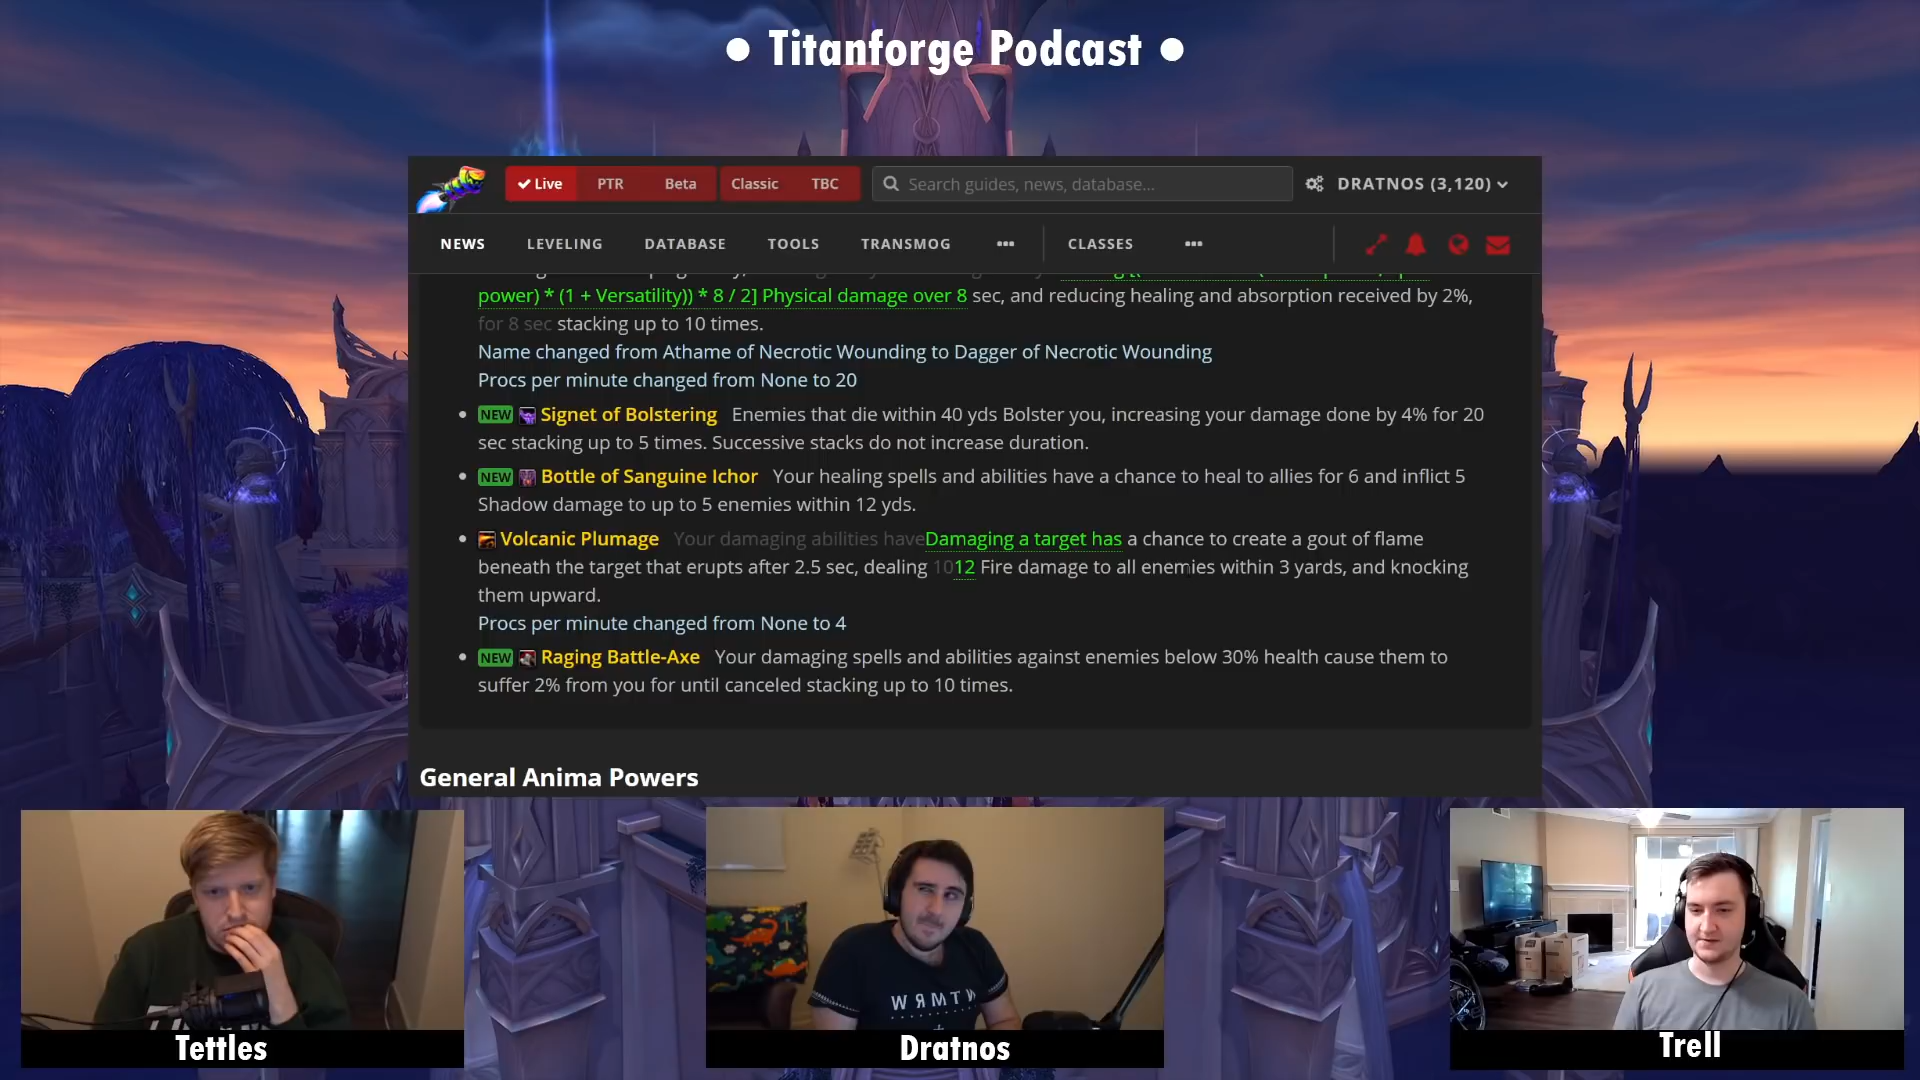 • Titanforge Podcast •
Live PTR Beta Classic TBC Search guides, news, database... DRATNOS (3,120)
NEWS LEVELING DATABASE TOOLS TRANSMOG ••• CLASSES •••
power) * (1 + Versatility)) * 8 / 2] Physical damage over 8 sec, and reducing healing and absorption received by 2%,
for 8 sec stacking up to 10 times.
Name changed from Athame of Necrotic Wounding to Dagger of Necrotic Wounding
Procs per minute changed from None to 20
• NEW Signet of Bolstering Enemies that die within 40 yds Bolster you, increasing your damage done by 4% for 20
sec stacking up to 5 times. Successive stacks do not increase duration.
• NEW Bottle of Sanguine Ichor Your healing spells and abilities have a chance to heal to allies for 6 and inflict 5
Shadow damage to up to 5 enemies within 12 yds.
• Volcanic Plumage Your damaging abilities haveDamaging a target has a chance to create a gout of flame
beneath the target that erupts after 2.5 sec, dealing 1012 Fire damage to all enemies within 3 yards, and knocking
them upward.
Procs per minute changed from None to 4
• NEW Raging Battle-Axe Your damaging spells and abilities against enemies below 30% health cause them to
suffer 2% from you for until canceled stacking up to 10 times.
General Anima Powers
Tettles
Dratnos
Trell